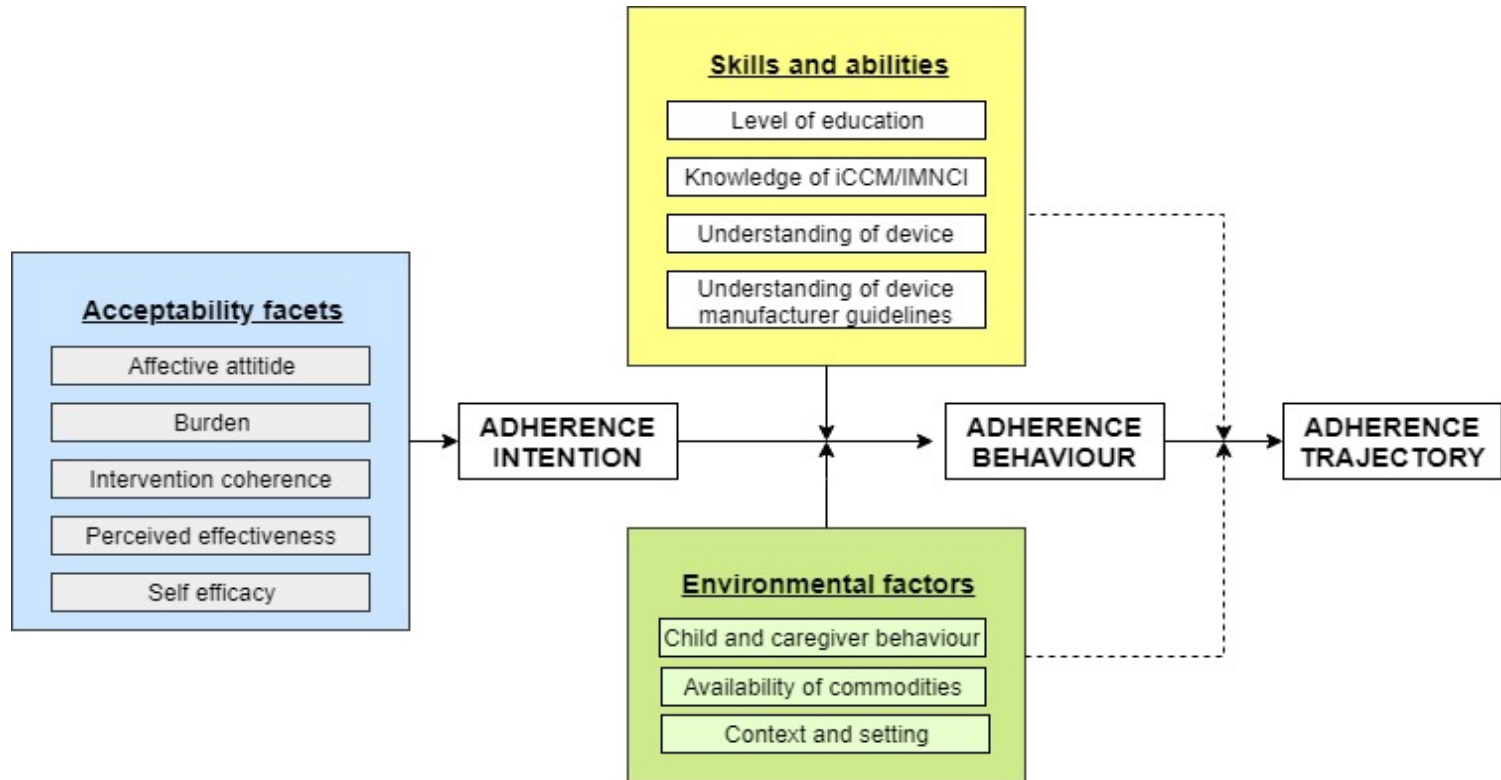 Skills and abilities
Level of education
Knowledge of iCCM/IMNCI
Understanding of device
Understanding of device
manufacturer guidelines
Acceptability facets
Affective attitide
Burden
Intervention coherence
Perceived effectiveness
Self efficacy
ADHERENCE
INTENTION
ADHERENCE
BEHAVIOUR
ADHERENCE
TRAJECTORY
Environmental factors
Child and caregiver behaviour
Availability of commodities
Context and setting